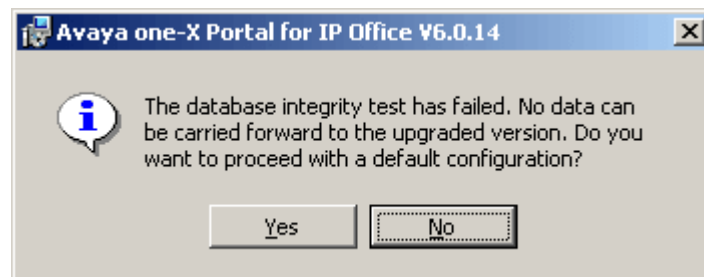 Avaya one-X Portal for IP Office V6.0.14
The database integrity test has failed. No data can
be carried forward to the upgraded version. Do you
want to proceed with a default configuration?
Yes
No